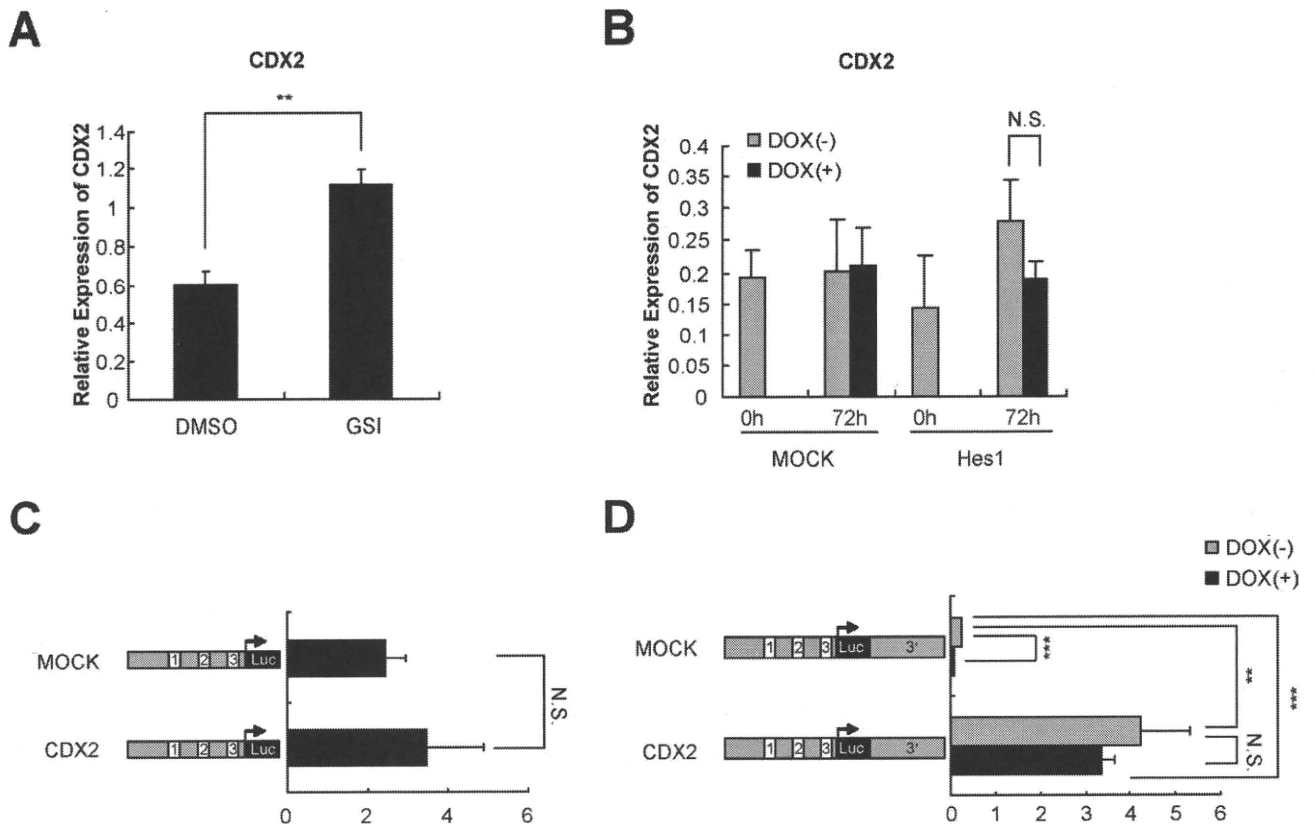 A
CDX2
**
Relative Expression of CDX2
1.4
1.2
1
0.8
0.6
0.4
0.2
0
DMSO
GSI
B
CDX2
N.S.
DOX(-)
DOX(+)
Relative Expression of CDX2
0.4
0.35
0.3
0.25
0.2
0.15
0.1
0.05
0
0h
72h
0h
72h
MOCK
Hes1
C
MOCK
1
2
3
Luc
CDX2
1
2
3
Luc
N.S.
0
2
4
6
D
DOX(-)
DOX(+)
MOCK
1
2
3
Luc
3'
***
**
***
CDX2
1
2
3
Luc
3'
N.S.
0
1
2
3
4
5
6